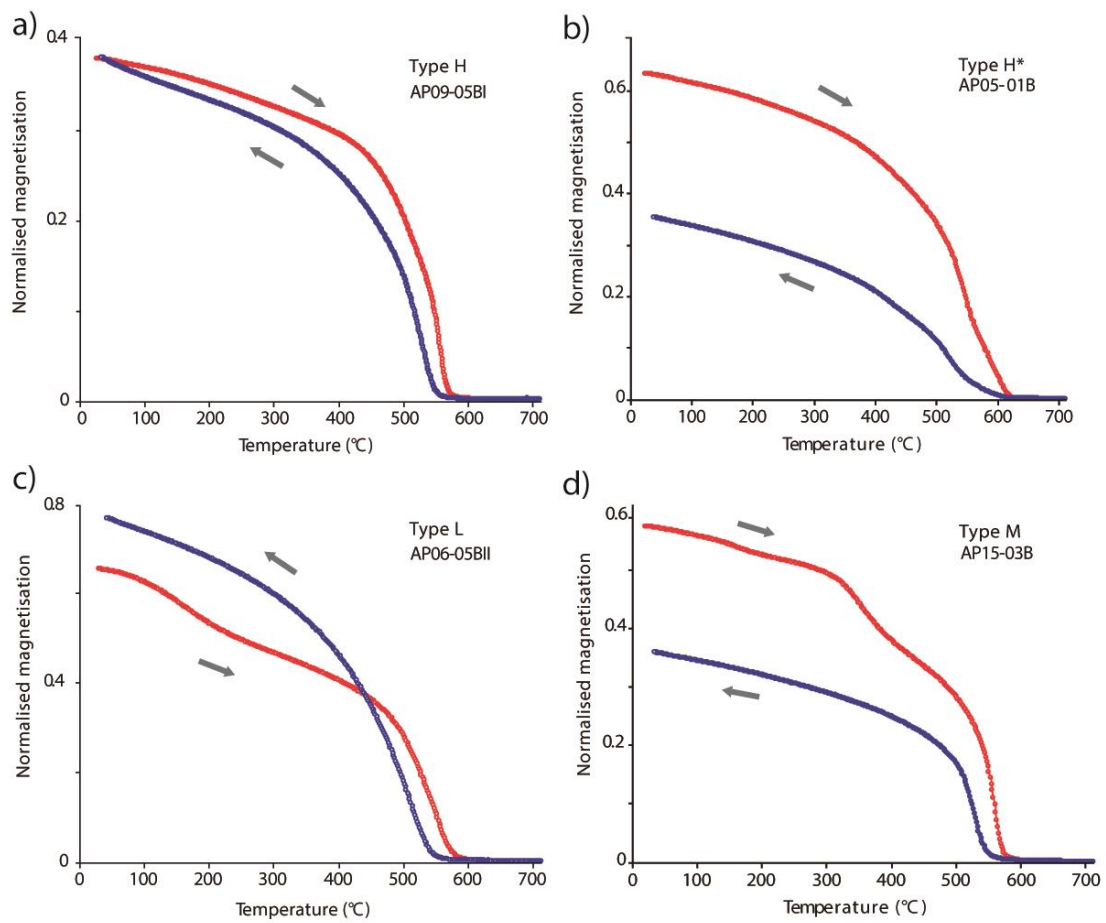 a)
Type H
AP09-05BI
Normalised magnetisation
0.4
0.2
0
0 100 200 300 400 500 600 700
Temperature (°C)
b)
Type H*
AP05-01B
Normalised magnetisation
0.6
0.4
0.2
0
0 100 200 300 400 500 600 700
Temperature (°C)
c)
Type L
AP06-05BII
Normalised magnetisation
0.8
0.4
0
0 100 200 300 400 500 600 700
Temperature (°C)
d)
Type M
AP15-03B
Normalised magnetisation
0.6
0.4
0.2
0
0 100 200 300 400 500 600 700
Temperature (°C)